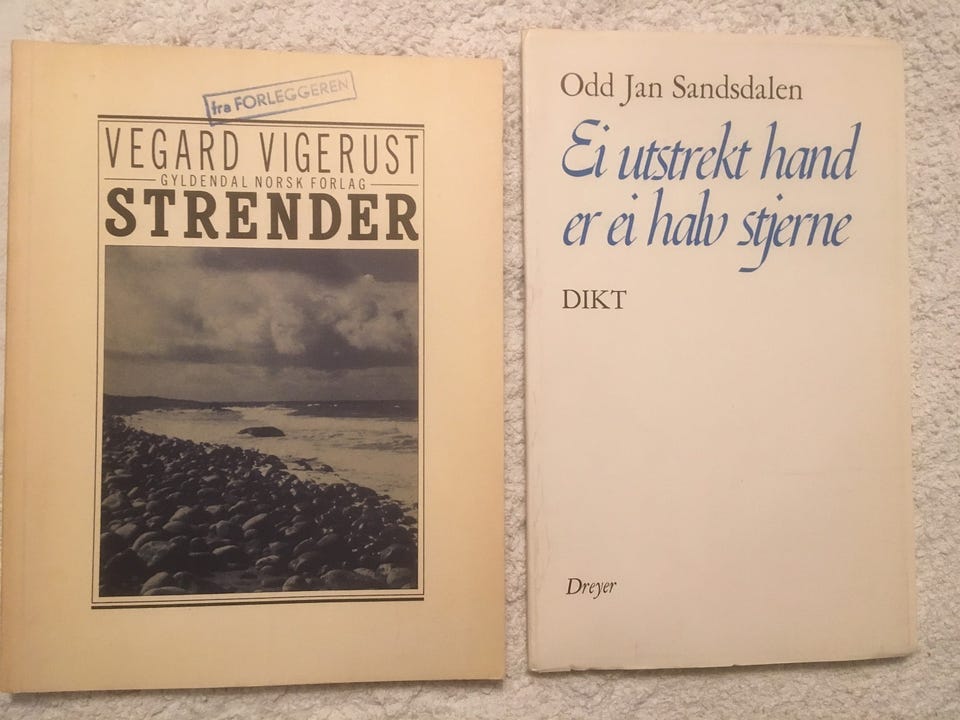 fra FORLEGGEREN
VEGARD VIGERUST
GYLDENDAL NORSK FORLAG
STRENDER
Odd Jan Sandsdalen
Ei utstrekt hand
er ei halv stjerne
DIKT
Dreyer